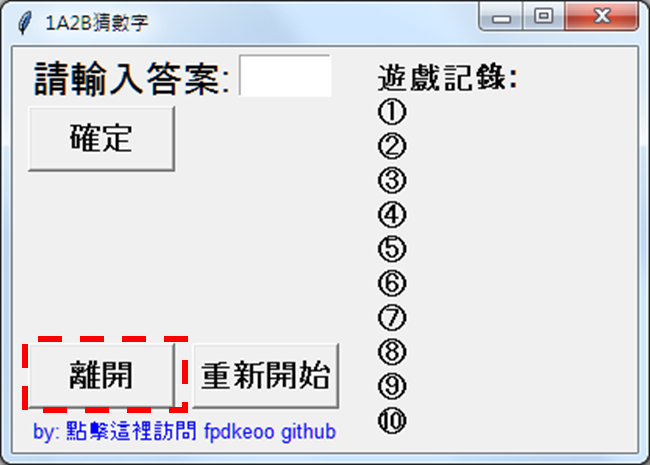 1A2B猜數字
請輸入答案:
確定
離開
重新開始
by: 點擊這裡訪問 fpdkeoo github
遊戲記錄:
①
②
③
④
⑤
⑥
⑦
⑧
⑨
⑩